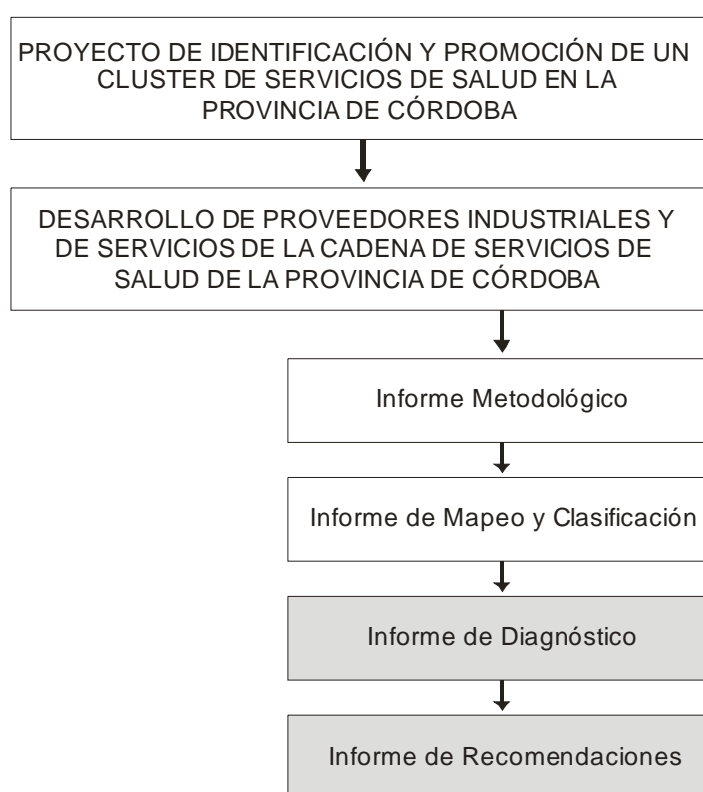 PROYECTO DE IDENTIFICACIÓN Y PROMOCIÓN DE UN
CLUSTER DE SERVICIOS DE SALUD EN LA
PROVINCIA DE CÓRDOBA
DESARROLLO DE PROVEEDORES INDUSTRIALES Y
DE SERVICIOS DE LA CADENA DE SERVICIOS DE
SALUD DE LA PROVINCIA DE CÓRDOBA
Informe Metodológico
Informe de Mapeo y Clasificación
Informe de Diagnóstico
Informe de Recomendaciones